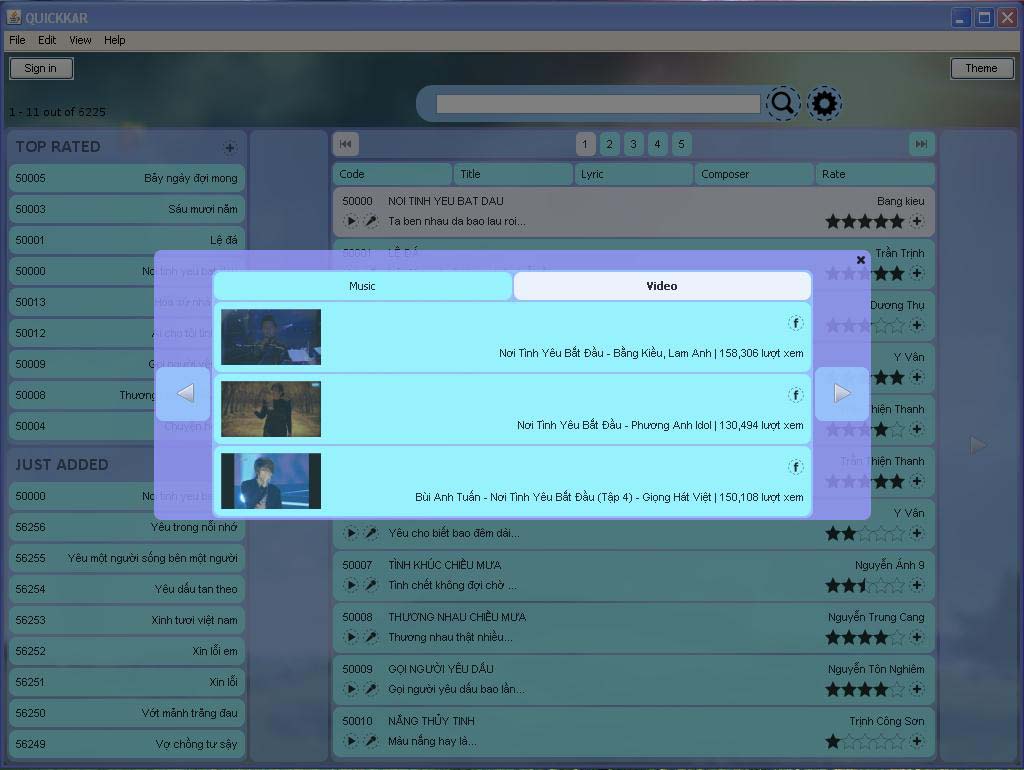 QUICKKAR
File Edit View Help
Sign in
Theme
1 - 11 out of 6225
TOP RATED
50005 Bây ngày đợi mong
50003 Sáu mươi năm
50001 Lệ đá
50000 Nơi tình yêu bắt
50013
50012 Ai cho tôi
50009 Gọi người
50008 Thương
50004 Chuyện
JUST ADDED
50000 Nơi tình yêu
56256 Yêu trong nỗi nhớ
56255 Yêu một người sống bên một người
56254 Yêu dấu tan theo
56253 Xinh tươi việt nam
56252 Xin lỗi em
56251 Xin lỗi
56250 Vớt mảnh trăng đau
56249 Vợ chồng tư sậy
1 2 3 4 5
Code Title Lyric Composer Rate
50000 NOI TINH YEU BAT DAU Bang kieu
Ta ben nhau da bao lau roi...
50001 LỆ ĐÁ Trần Trịnh
Dương Thụ
Y Vân
Thiện Thanh
Trần Thiện Thanh
Music Video
f
Nơi Tình Yêu Bắt Đầu - Bằng Kiều, Lam Anh | 158,306 lượt xem
f
Nơi Tình Yêu Bắt Đầu - Phương Anh Idol | 130,494 lượt xem
f
Bùi Anh Tuấn - Nơi Tình Yêu Bắt Đầu (Tập 4) - Giọng Hát Việt | 150,108 lượt xem
Y Vân
Yêu cho biết bao đêm dài...
50007 TÌNH KHÚC CHIỀU MƯA Nguyễn Ánh 9
Tình chết không đợi chờ ...
50008 THƯƠNG NHAU CHIỀU MƯA Nguyễn Trung Cang
Thương nhau thật nhiều...
50009 GỌI NGƯỜI YÊU DẤU Nguyễn Tôn Nghiêm
Gọi người yêu dấu bao lần...
50010 NẮNG THỦY TINH Trịnh Công Sơn
Màu nắng hay là...